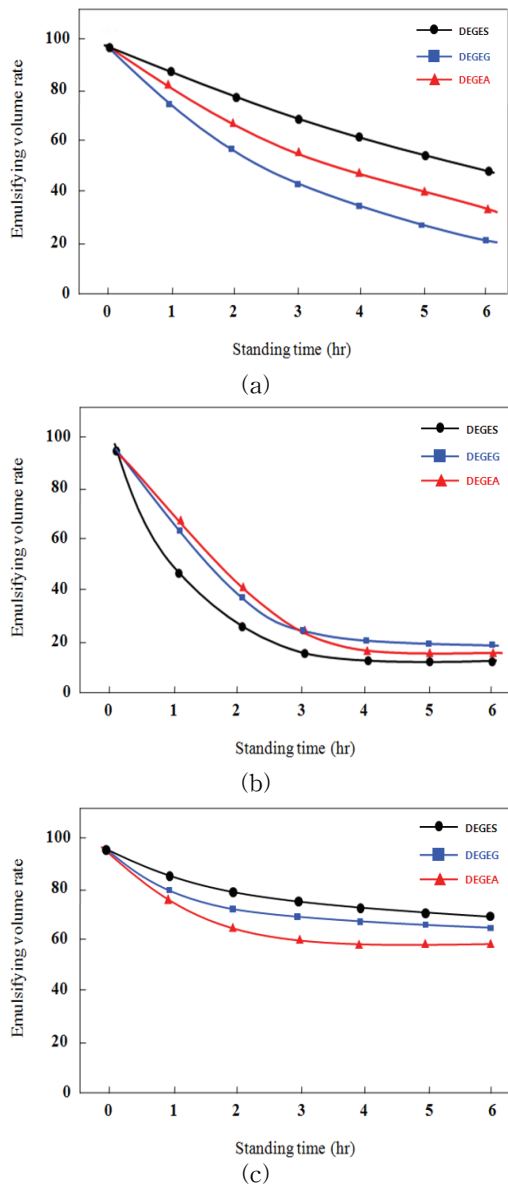 100
80
60
40
20
0
Emulsifying volume rate
DEGES
DEGEG
DEGEA
0 1 2 3 4 5 6
Standing time (hr)
(a)
100
80
60
40
20
0
Emulsifying volume rate
DEGES
DEGEG
DEGEA
0 1 2 3 4 5 6
Standing time (hr)
(b)
100
80
60
40
20
0
Emulsifying volume rate
DEGES
DEGEG
DEGEA
0 1 2 3 4 5 6
Standing time (hr)
(c)